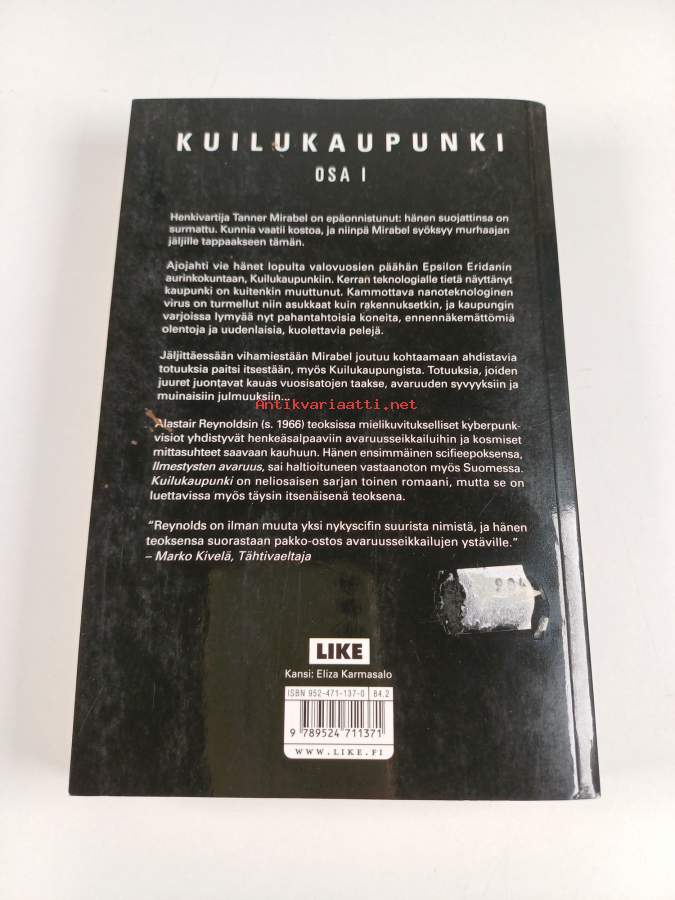 KUILUKAUPUNKI
OSA I
Henkivartija Tanner Mirabel on epäonnistunut: hänen suojattinsa on
surmattu. Kunnia vaatii kostoa, ja niinpä Mirabel syöksyy murhaajan
jäljille tappaakseen tämän.
Ajojahti vie hänet lopulta valovuosien päähän Epsilon Eridanin
aurinkokuntaan, Kuilukaupunkiin. Kerran teknologialle tietä näyttänyt
kaupunki on kuitenkin muuttunut. Kammottava nanoteknologinen
virus on turmellut niin asukkaat kuin rakennuksetkin, ja kaupungin
varjoissa lymyää nyt pahantahtoisia koneita, ennennäkemättömiä
olentoja ja uudenlaisia, kuolettavia pelejä.
Jäljittäessään vihamiestään Mirabel joutuu kohtaamaan ahdistavia
totuuksia paitsi itsestään, myös Kuilukaupungista. Totuuksia, joiden
juuret juontavat kauas vuosisatojen taakse, avaruuden syvyyksiin ja
muinaisiin julmuuksiin...
Antikvariaatti.net
Alastair Reynoldsin (s. 1966) teoksissa mielikuvitukselliset kyberpunk-
visiot yhdistyvät henkeäsalpaaviin avaruusseikkailuihin ja kosmiset
mittasuhteet saavaan kauhuun. Hänen ensimmäinen scifieepoksensa,
Ilmestysten avaruus, sai haltioituneen vastaanoton myös Suomessa.
Kuilukaupunki on neliosaisen sarjan toinen romaani, mutta se on
luettavissa myös täysin itsenäisenä teoksena.
"Reynolds on ilman muuta yksi nykyscifin suurista nimistä, ja hänen
teoksensa suorastaan pakko-ostos avaruusseikkailujen ystäville."
– Marko Kivelä, Tähtivaeltaja
LIKE
Kansi: Eliza Karmasalo
ISBN 952-471-137-0 84.2
9 789524 711371
WWW.LIKE.FI